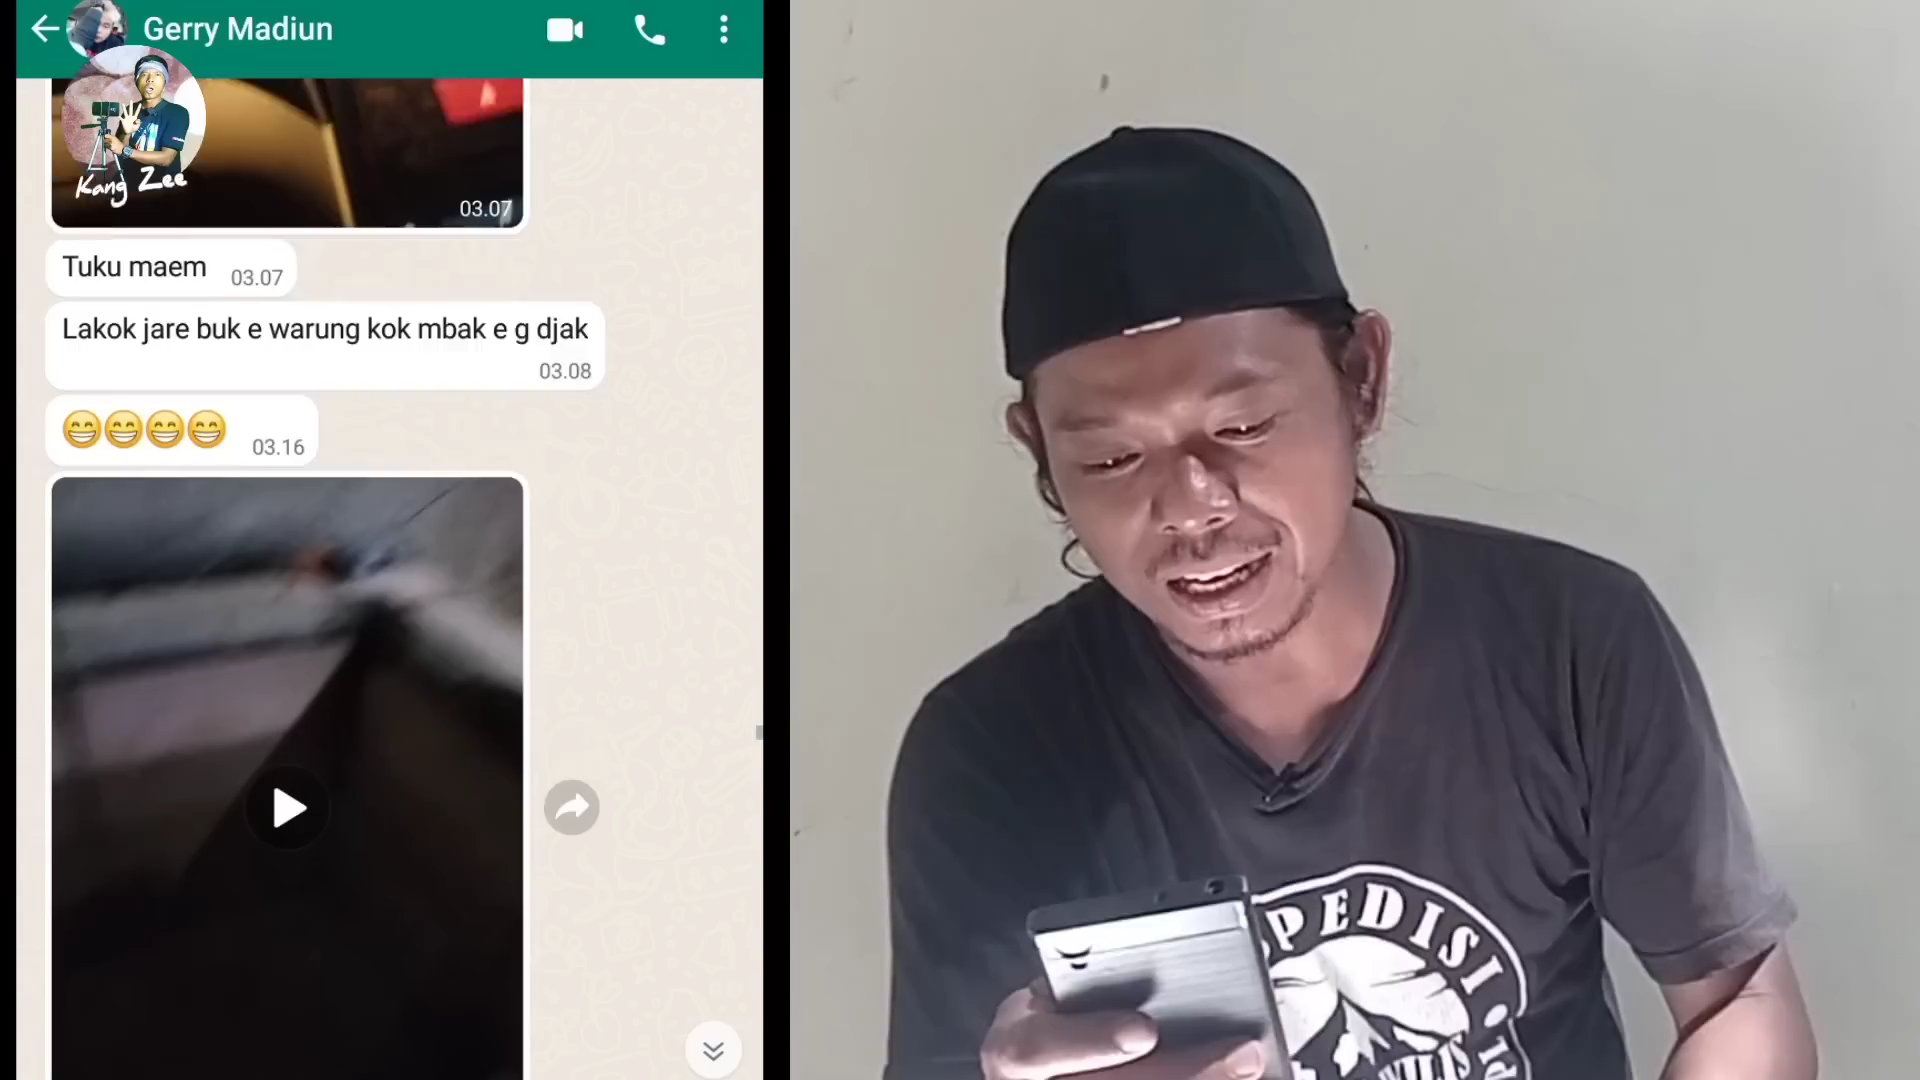 Gerry Madiun
Kang Zee
03.07
Tuku maem 03.07
Lakok jare buk e warung kok mbak e g djak
03.08
😁😁😁😁 03.16
PEDISI
WILIS